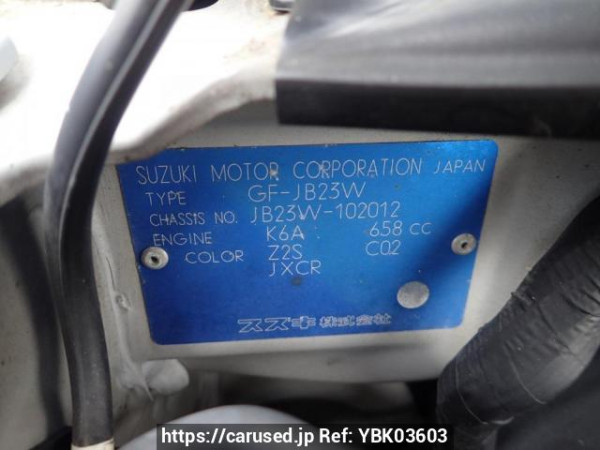 SUZUKI MOTOR CORPORATION JAPAN
TYPE GF-JB23W
CHASSIS NO. JB23W-102012
ENGINE K6A 658 CC
COLOR Z2S C02
JXCR
スズキ株式会社
https://carused.jp Ref: YBK03603